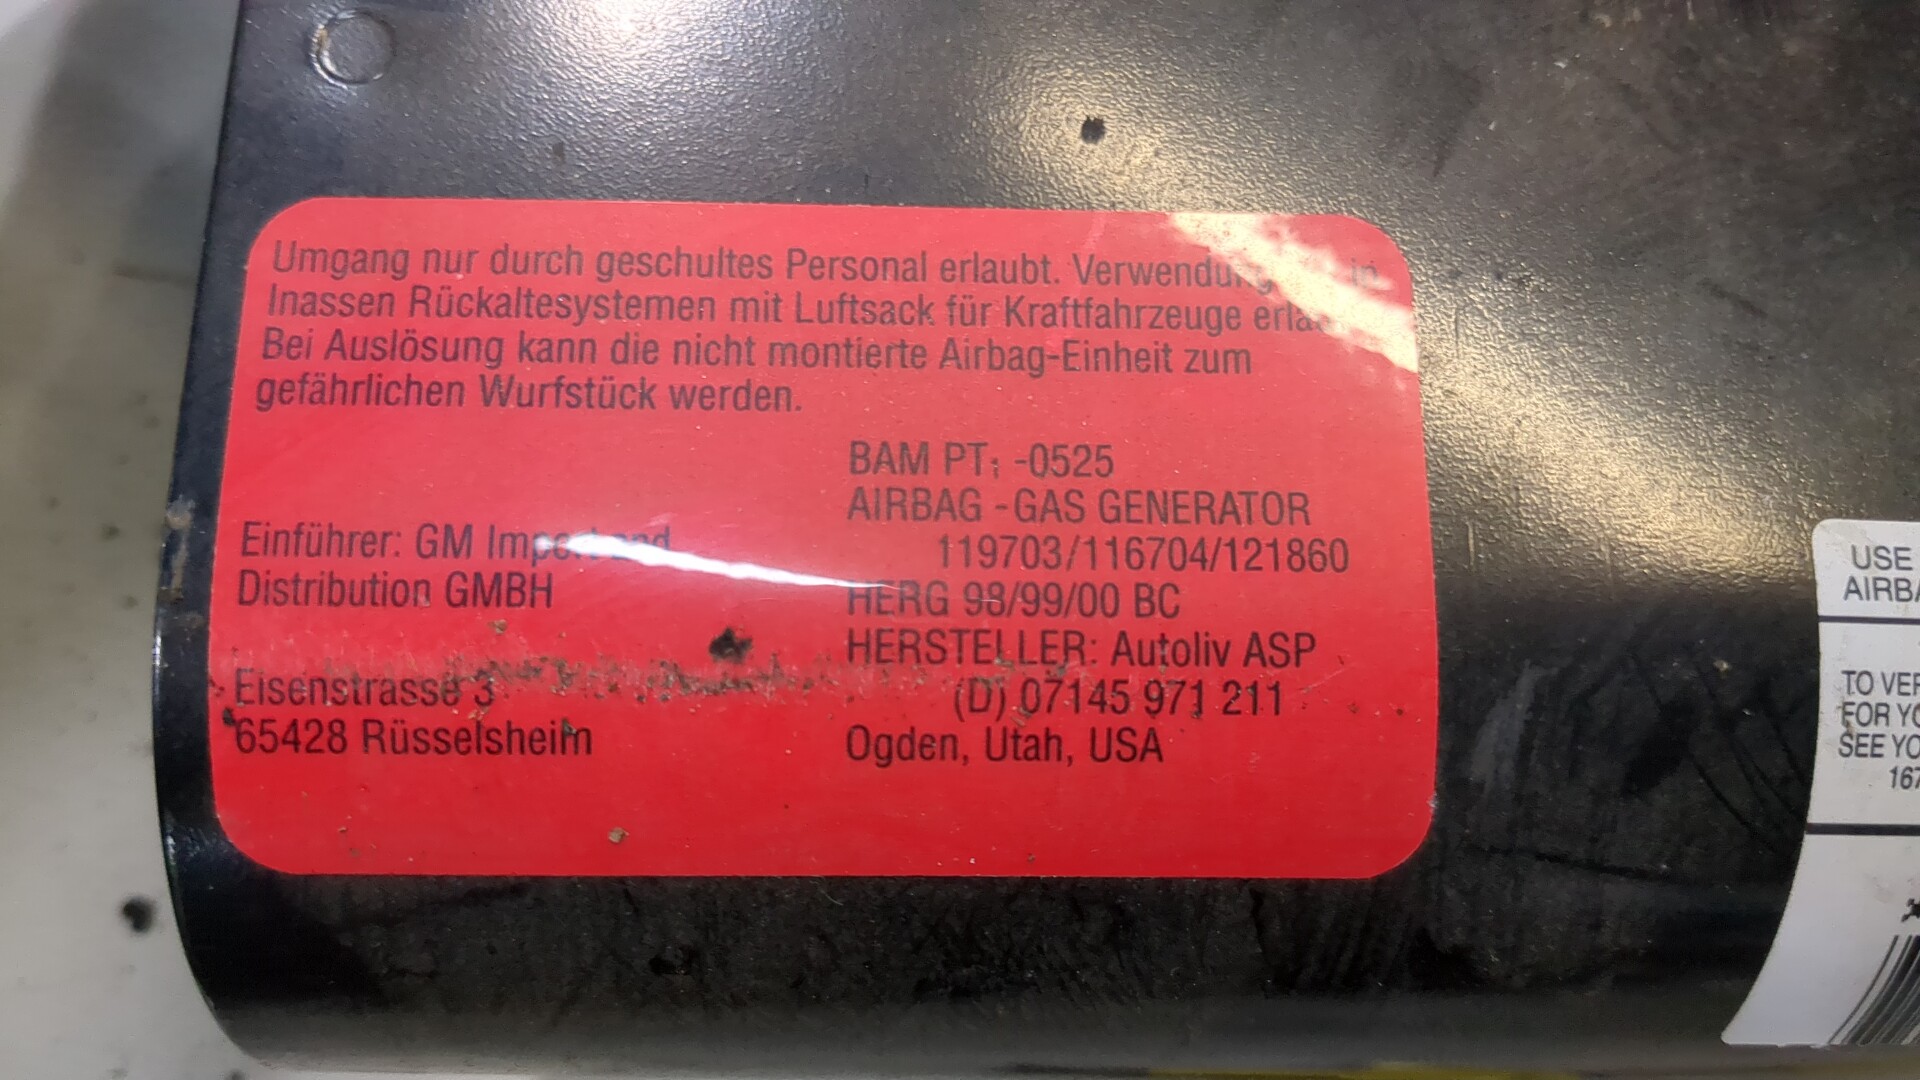 Umgang nur durch geschultes Personal erlaubt. Verwendung in
Inassen Rückaltesystemen mit Luftsack für Kraftfahrzeuge
Bei Auslösung kann die nicht montierte Airbag-Einheit zum
gefährlichen Wurfstück werden.
BAM PT; -0525
AIRBAG - GAS GENERATOR
119703/116704/121860
HERG 98/99/00 BC
HERSTELLER: Autoliv ASP
(D) 07145 971 211
Ogden, Utah, USA
Einführer: GM Import and
Distribution GMBH
Eisenstrasse 3
65428 Rüsselsheim
USE
TO
FOR
SEE